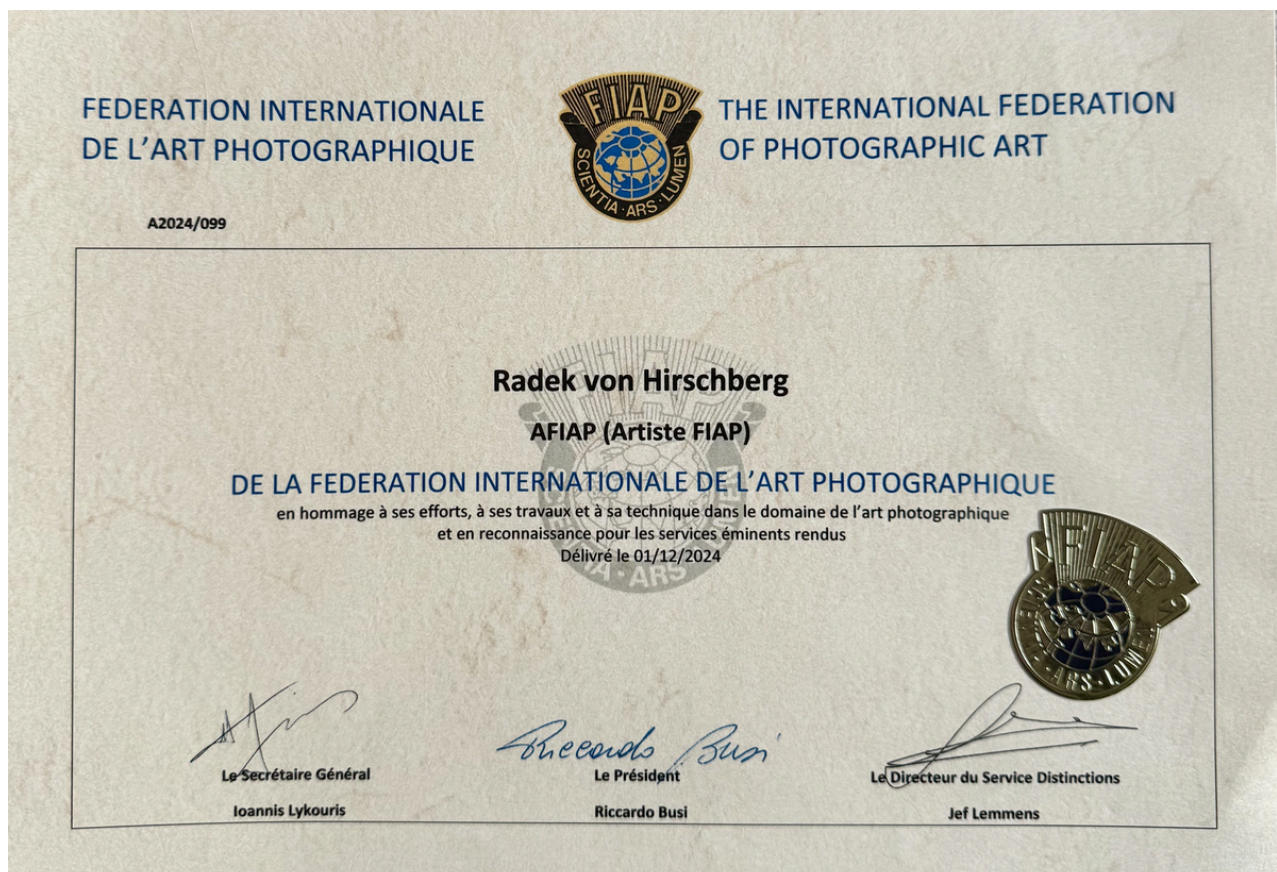 FEDERATION INTERNATIONALE
DE L'ART PHOTOGRAPHIQUE
FIAP
SCIENTIA · ARS · LUMEN
THE INTERNATIONAL FEDERATION
OF PHOTOGRAPHIC ART
A2024/099
Radek von Hirschberg
AFIAP (Artiste FIAP)
DE LA FEDERATION INTERNATIONALE DE L'ART PHOTOGRAPHIQUE
en hommage à ses efforts, à ses travaux et à sa technique dans le domaine de l'art photographique
et en reconnaissance pour les services éminents rendus
Délivré le 01/12/2024
FIAP
SCIENTIA · ARS · LUMEN
Riccardo Busi
Le Secrétaire Général
Le Président
Le Directeur du Service Distinctions
Ioannis Lykouris
Riccardo Busi
Jef Lemmens